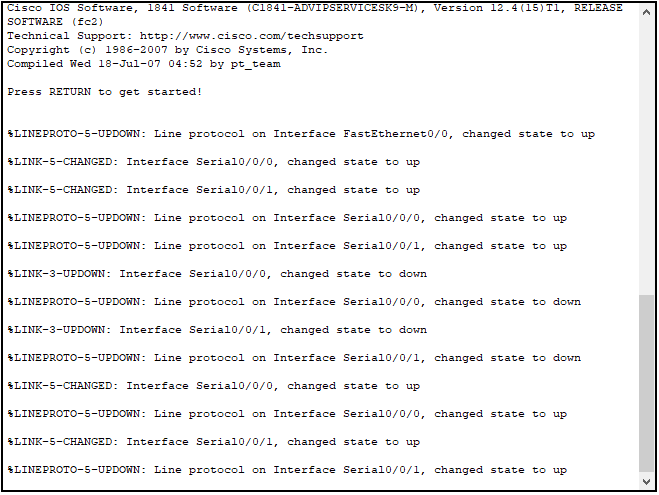 Cisco IOS Software, 1841 Software (C1841-ADVIPSERVICESK9-M), Version 12.4(15)T1, RELEASE
SOFTWARE (fc2)
Technical Support: http://www.cisco.com/techsupport
Copyright (c) 1986-2007 by Cisco Systems, Inc.
Compiled Wed 18-Jul-07 04:52 by pt_team
Press RETURN to get started!
%LINEPROTO-5-UPDOWN: Line protocol on Interface FastEthernet0/0, changed state to up
%LINK-5-CHANGED: Interface Serial0/0/0, changed state to up
%LINK-5-CHANGED: Interface Serial0/0/1, changed state to up
%LINEPROTO-5-UPDOWN: Line protocol on Interface Serial0/0/0, changed state to up
%LINEPROTO-5-UPDOWN: Line protocol on Interface Serial0/0/1, changed state to up
%LINK-3-UPDOWN: Interface Serial0/0/0, changed state to down
%LINEPROTO-5-UPDOWN: Line protocol on Interface Serial0/0/0, changed state to down
%LINK-3-UPDOWN: Interface Serial0/0/1, changed state to down
%LINEPROTO-5-UPDOWN: Line protocol on Interface Serial0/0/1, changed state to down
%LINK-5-CHANGED: Interface Serial0/0/0, changed state to up
%LINEPROTO-5-UPDOWN: Line protocol on Interface Serial0/0/0, changed state to up
%LINK-5-CHANGED: Interface Serial0/0/1, changed state to up
%LINEPROTO-5-UPDOWN: Line protocol on Interface Serial0/0/1, changed state to up